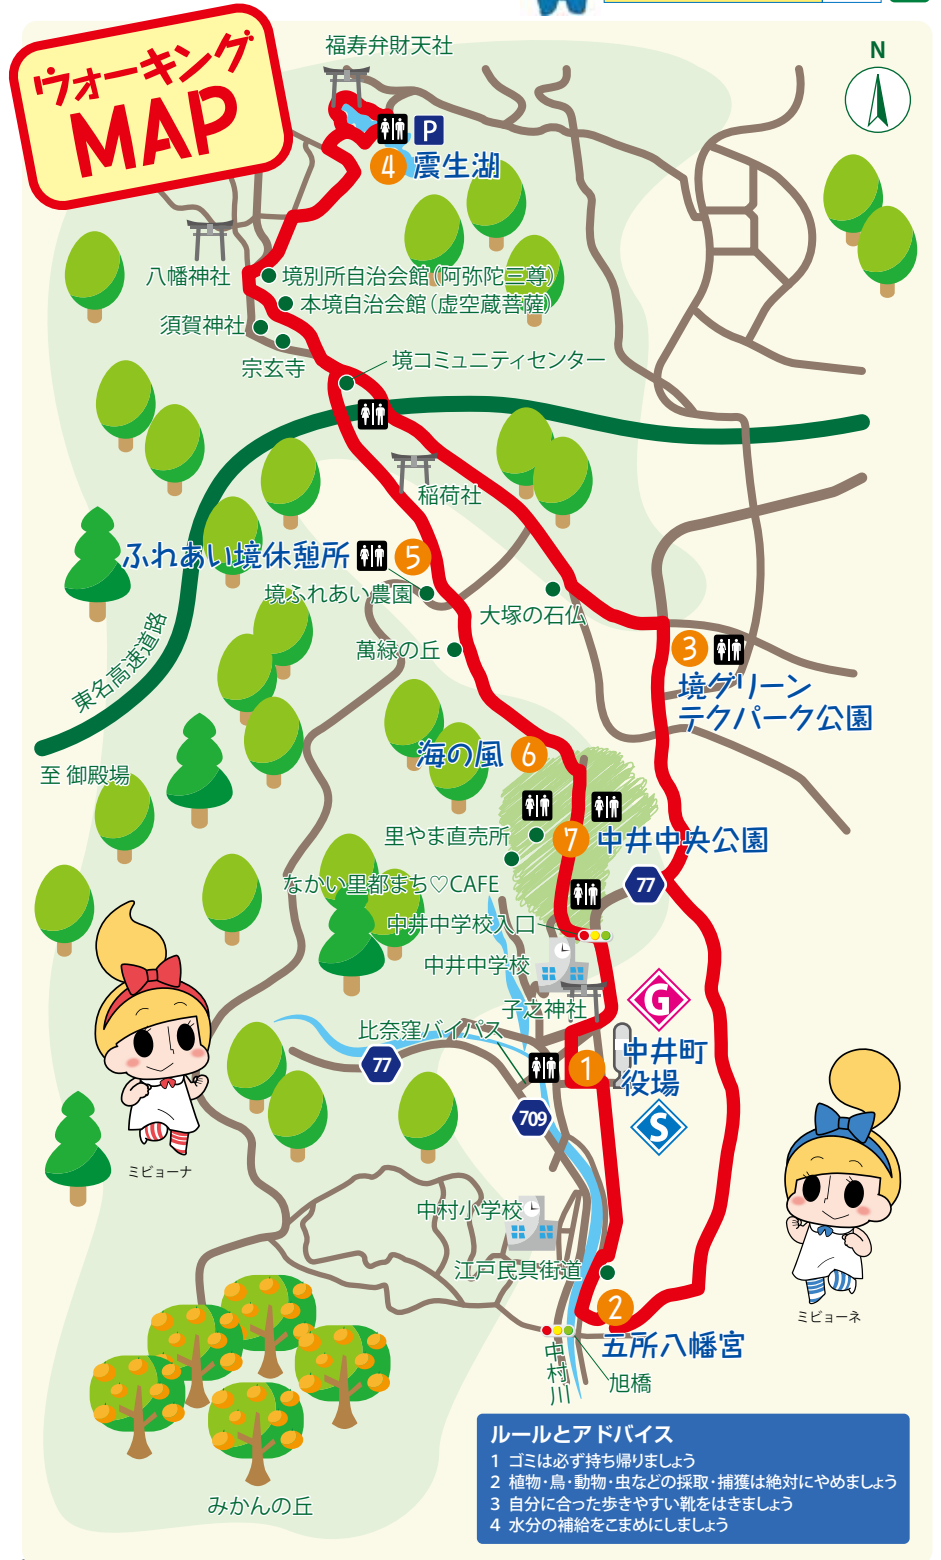 ウォーキング
MAP
N
福寿弁財天社
P
4 震生湖
八幡神社
境別所自治会館(阿弥陀三尊)
本境自治会館(虚空蔵菩薩)
須賀神社
宗玄寺
境コミュニティセンター
稲荷社
ふれあい境休憩所 5
境ふれあい農園
大塚の石仏
東名高速道路
萬緑の丘
3
境グリーン
テクパーク公園
海の風 6
至 御殿場
里やま直売所
7 中井中央公園
なかい里都まち♡CAFE
77
中井中学校入口
中井中学校
G
子之神社
比奈窪バイパス
77
1
中井町
役場
709
S
ミビョーナ
中村小学校
江戸民具街道
2
五所八幡宮
ミビョーネ
中村川
旭橋
みかんの丘
ルールとアドバイス
1 ゴミは必ず持ち帰りましょう
2 植物・鳥・動物・虫などの採取・捕獲は絶対にやめましょう
3 自分に合った歩きやすい靴をはきましょう
4 水分の補給をこまめにしましょう